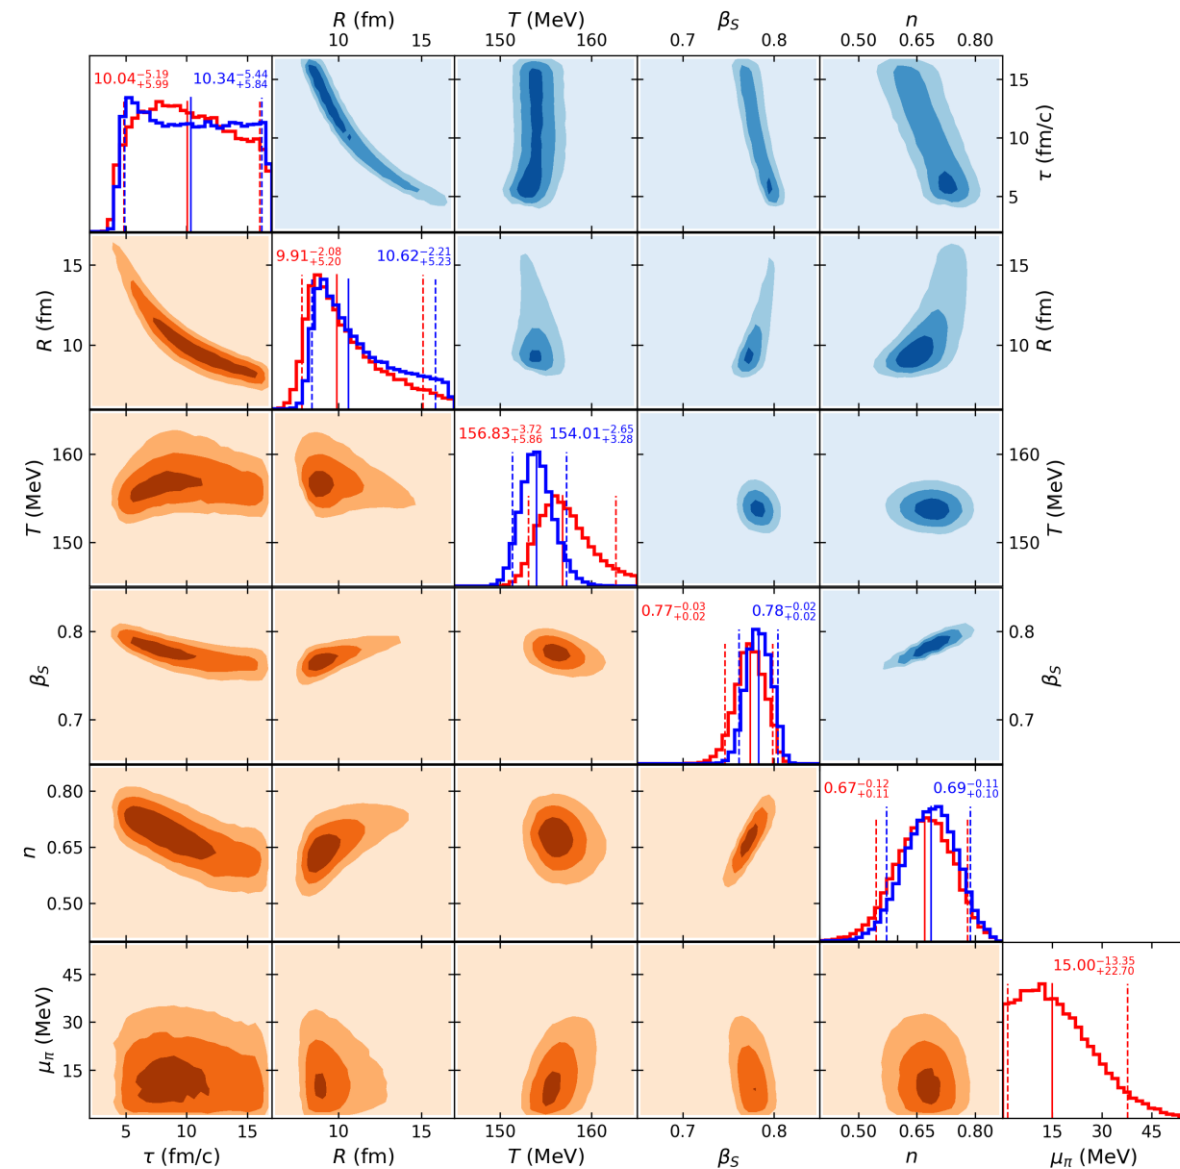 R (fm) T (MeV) βS n
10 15 150 160 0.7 0.8 0.50 0.65 0.80
10.04−5.19+5.99 10.34−5.44+5.84
15
10
5
τ (fm/c)
15
10
R (fm)
9.91−2.08+5.20 10.62−2.21+5.23
15
10
R (fm)
160
150
T (MeV)
156.83−3.72+5.86 154.01−2.65+3.28
160
150
T (MeV)
0.8
0.7
βS
0.77−0.03+0.02 0.78−0.02+0.02
0.8
0.7
βS
0.80
0.65
0.50
n
0.67−0.12+0.11 0.69−0.11+0.10
45
30
15
μπ (MeV)
15.00−13.35+22.70
5 10 15 10 15 150 160 0.7 0.8 0.50 0.65 0.80 15 30 45
τ (fm/c) R (fm) T (MeV) βS n μπ (MeV)